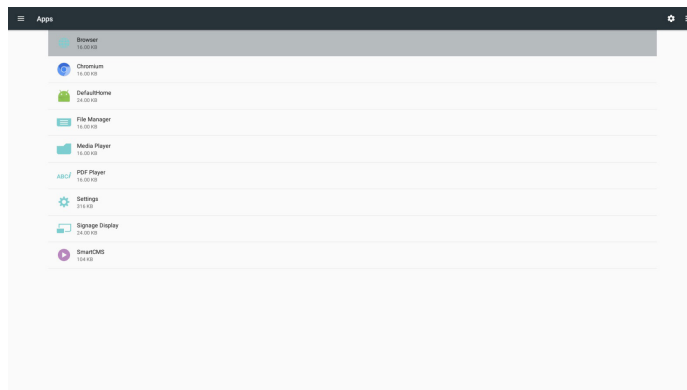 Apps
Browser
16.00 KB
Chromium
16.00 KB
DefaultHome
24.00 KB
File Manager
16.00 KB
Media Player
16.00 KB
PDF Player
16.00 KB
Settings
316 KB
Signage Display
24.00 KB
SmartCMS
104 KB